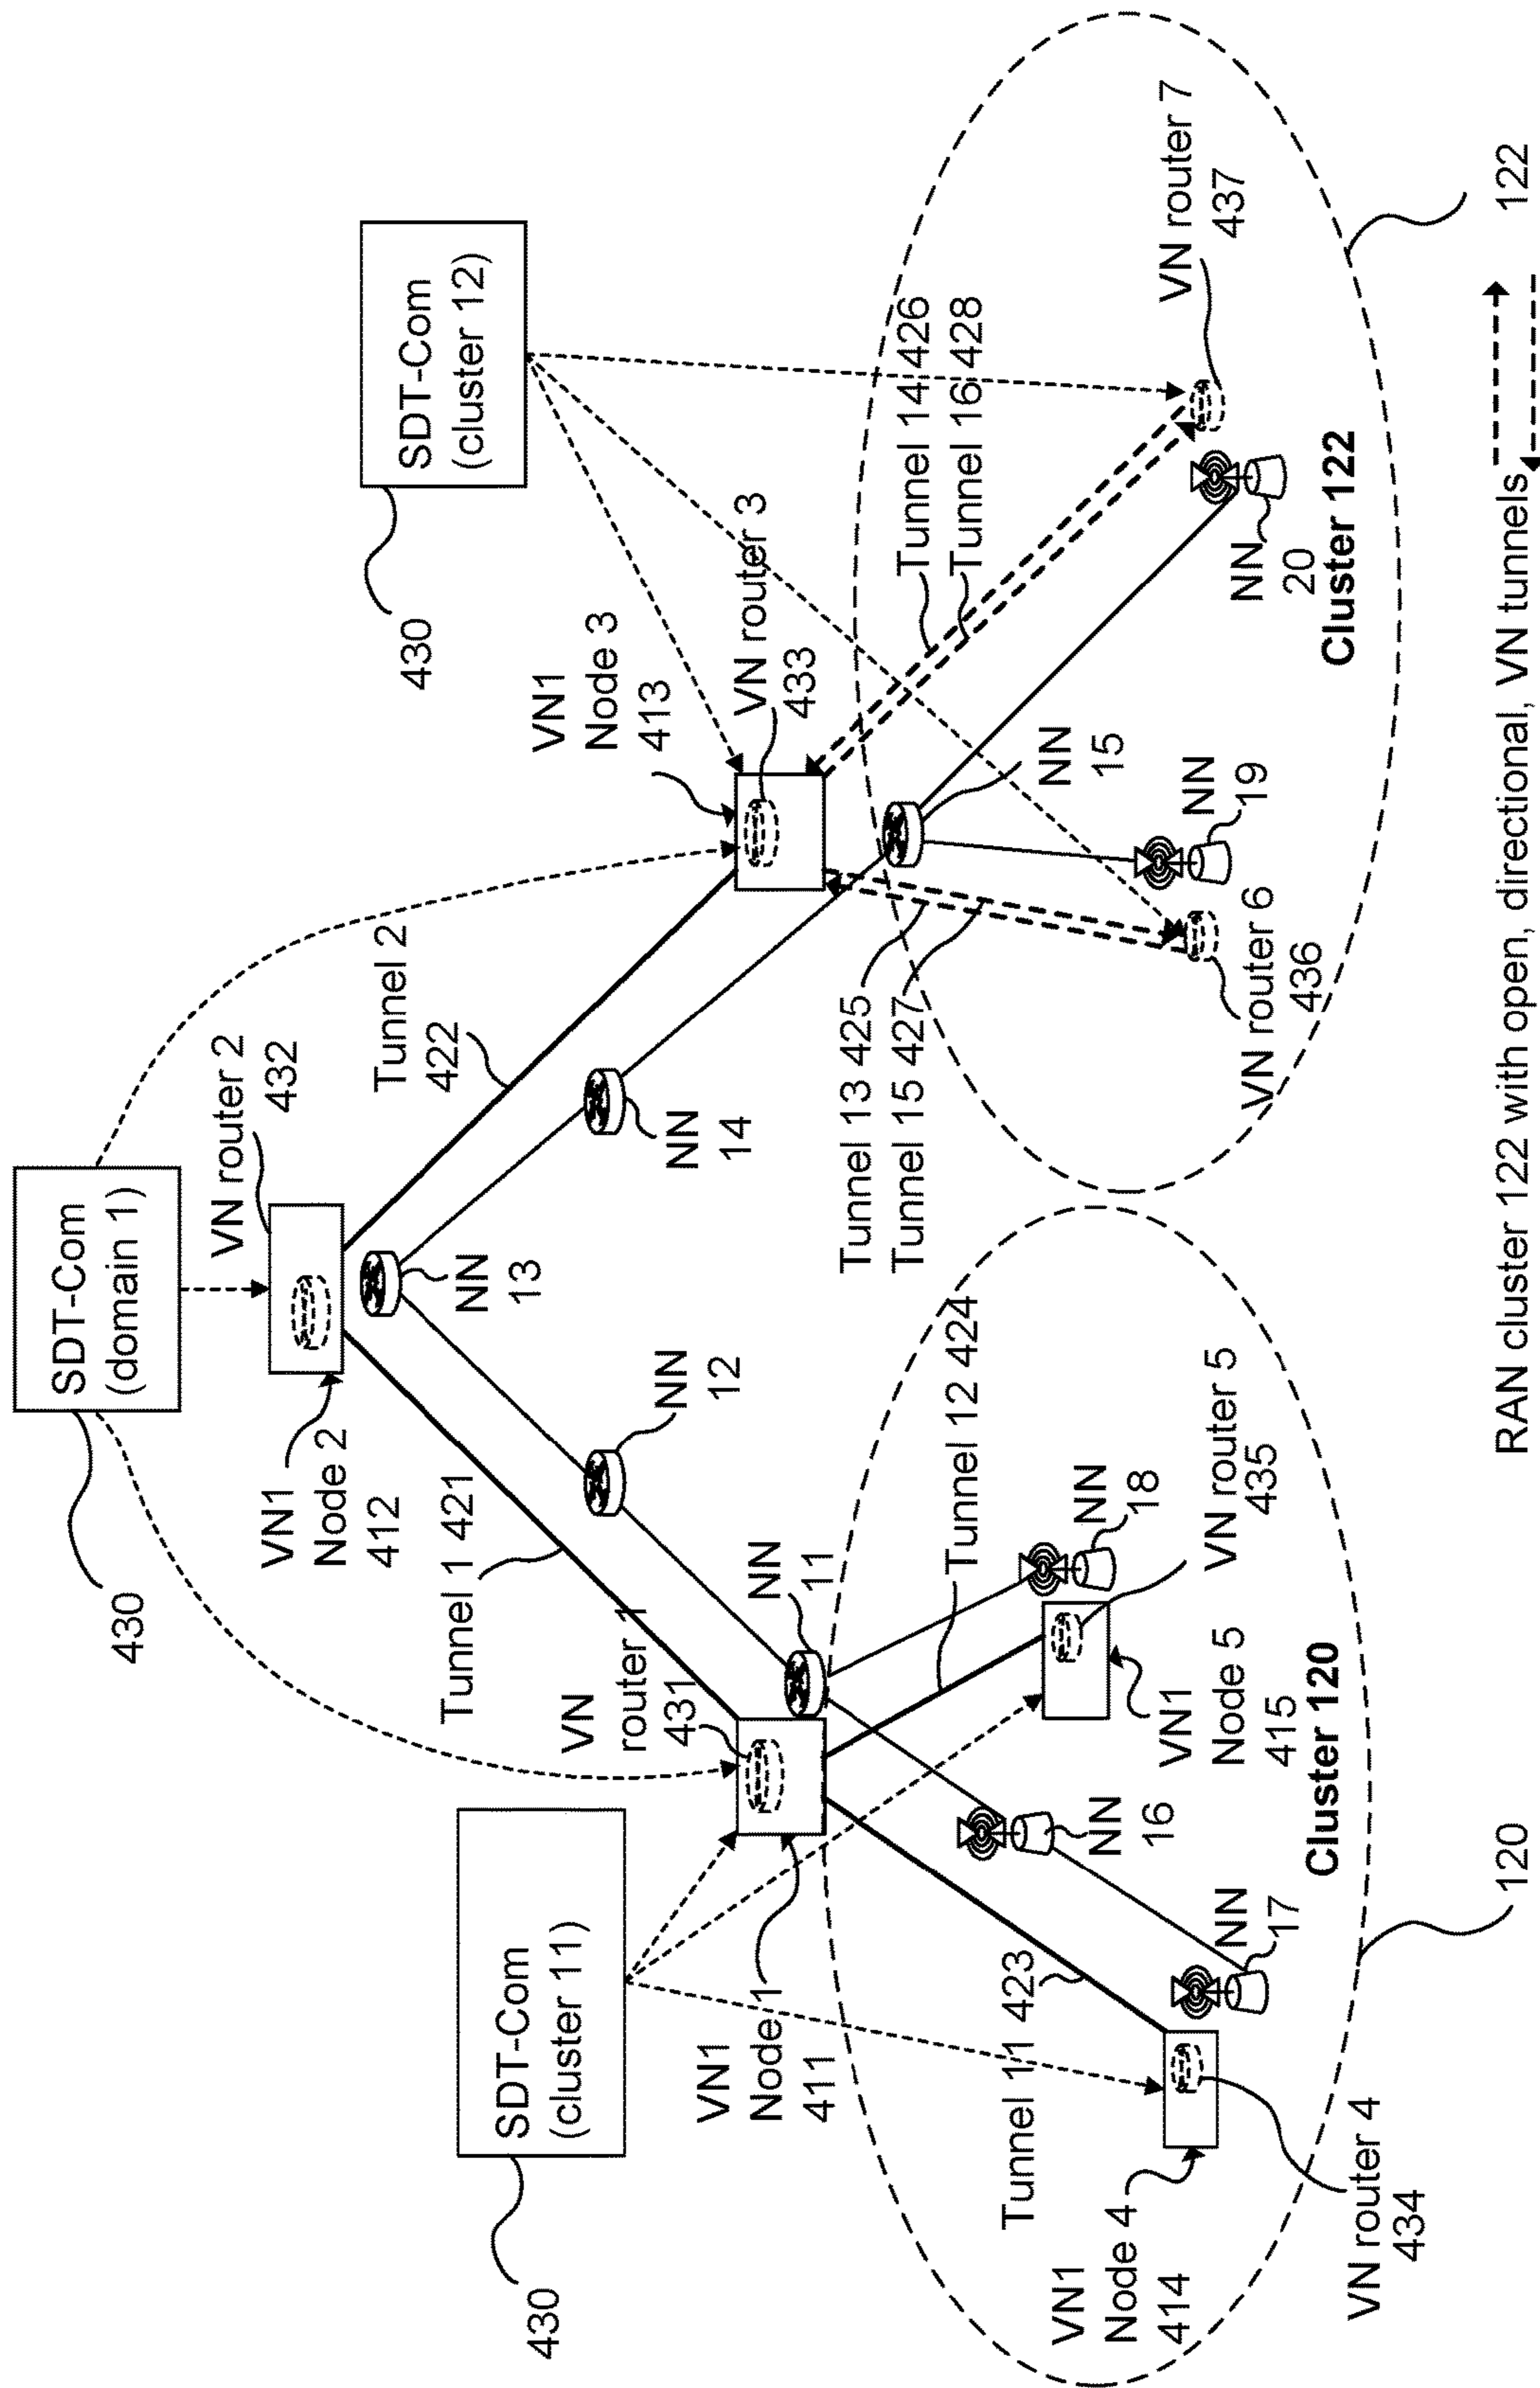 SDT-Com
(domain 1)
430
SDT-Com
(cluster 11)
430
SDT-Com
(cluster 12)
430
VN router 2
432
VN1
Node 2
412
Tunnel 1 421
Tunnel 2
422
NN
13
NN
12
NN
14
NN
11
VN
router 1
431
VN1
Node 1
411
VN1
Node 3
413
VN router 3
433
Tunnel 11 423
Tunnel 12 424
Tunnel 13 425
Tunnel 15 427
Tunnel 14 426
Tunnel 16 428
NN
15
NN
16
NN
17
NN
18
NN
19
NN
20
VN1
Node 4
414
VN router 4
434
VN1
Node 5
415
VN router 5
435
VN router 6
436
VN router 7
437
Cluster 120
Cluster 122
120
122
RAN cluster 122 with open, directional, VN tunnels